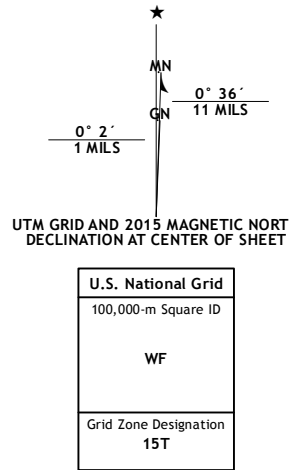 ★
MN
GN
0° 36´
11 MILS
0° 2´
1 MILS
UTM GRID AND 2015 MAGNETIC NORT
DECLINATION AT CENTER OF SHEET
U.S. National Grid
100,000-m Square ID
WF
Grid Zone Designation
15T